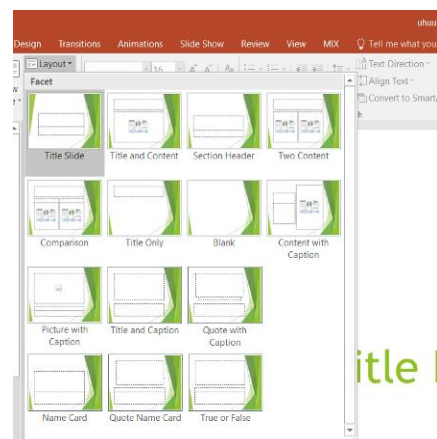 uhuu
Design Transitions Animations Slide Show Review View MIX Tell me what you
Layout
16
Text Direction
Align Text
Convert to Smart
Facet
Title Slide Title and Content Section Header Two Content
Comparison Title Only Blank Content with
Caption
Picture with Title and Caption Quote with
Caption Caption
itle
Name Card Quote Name Card True or False